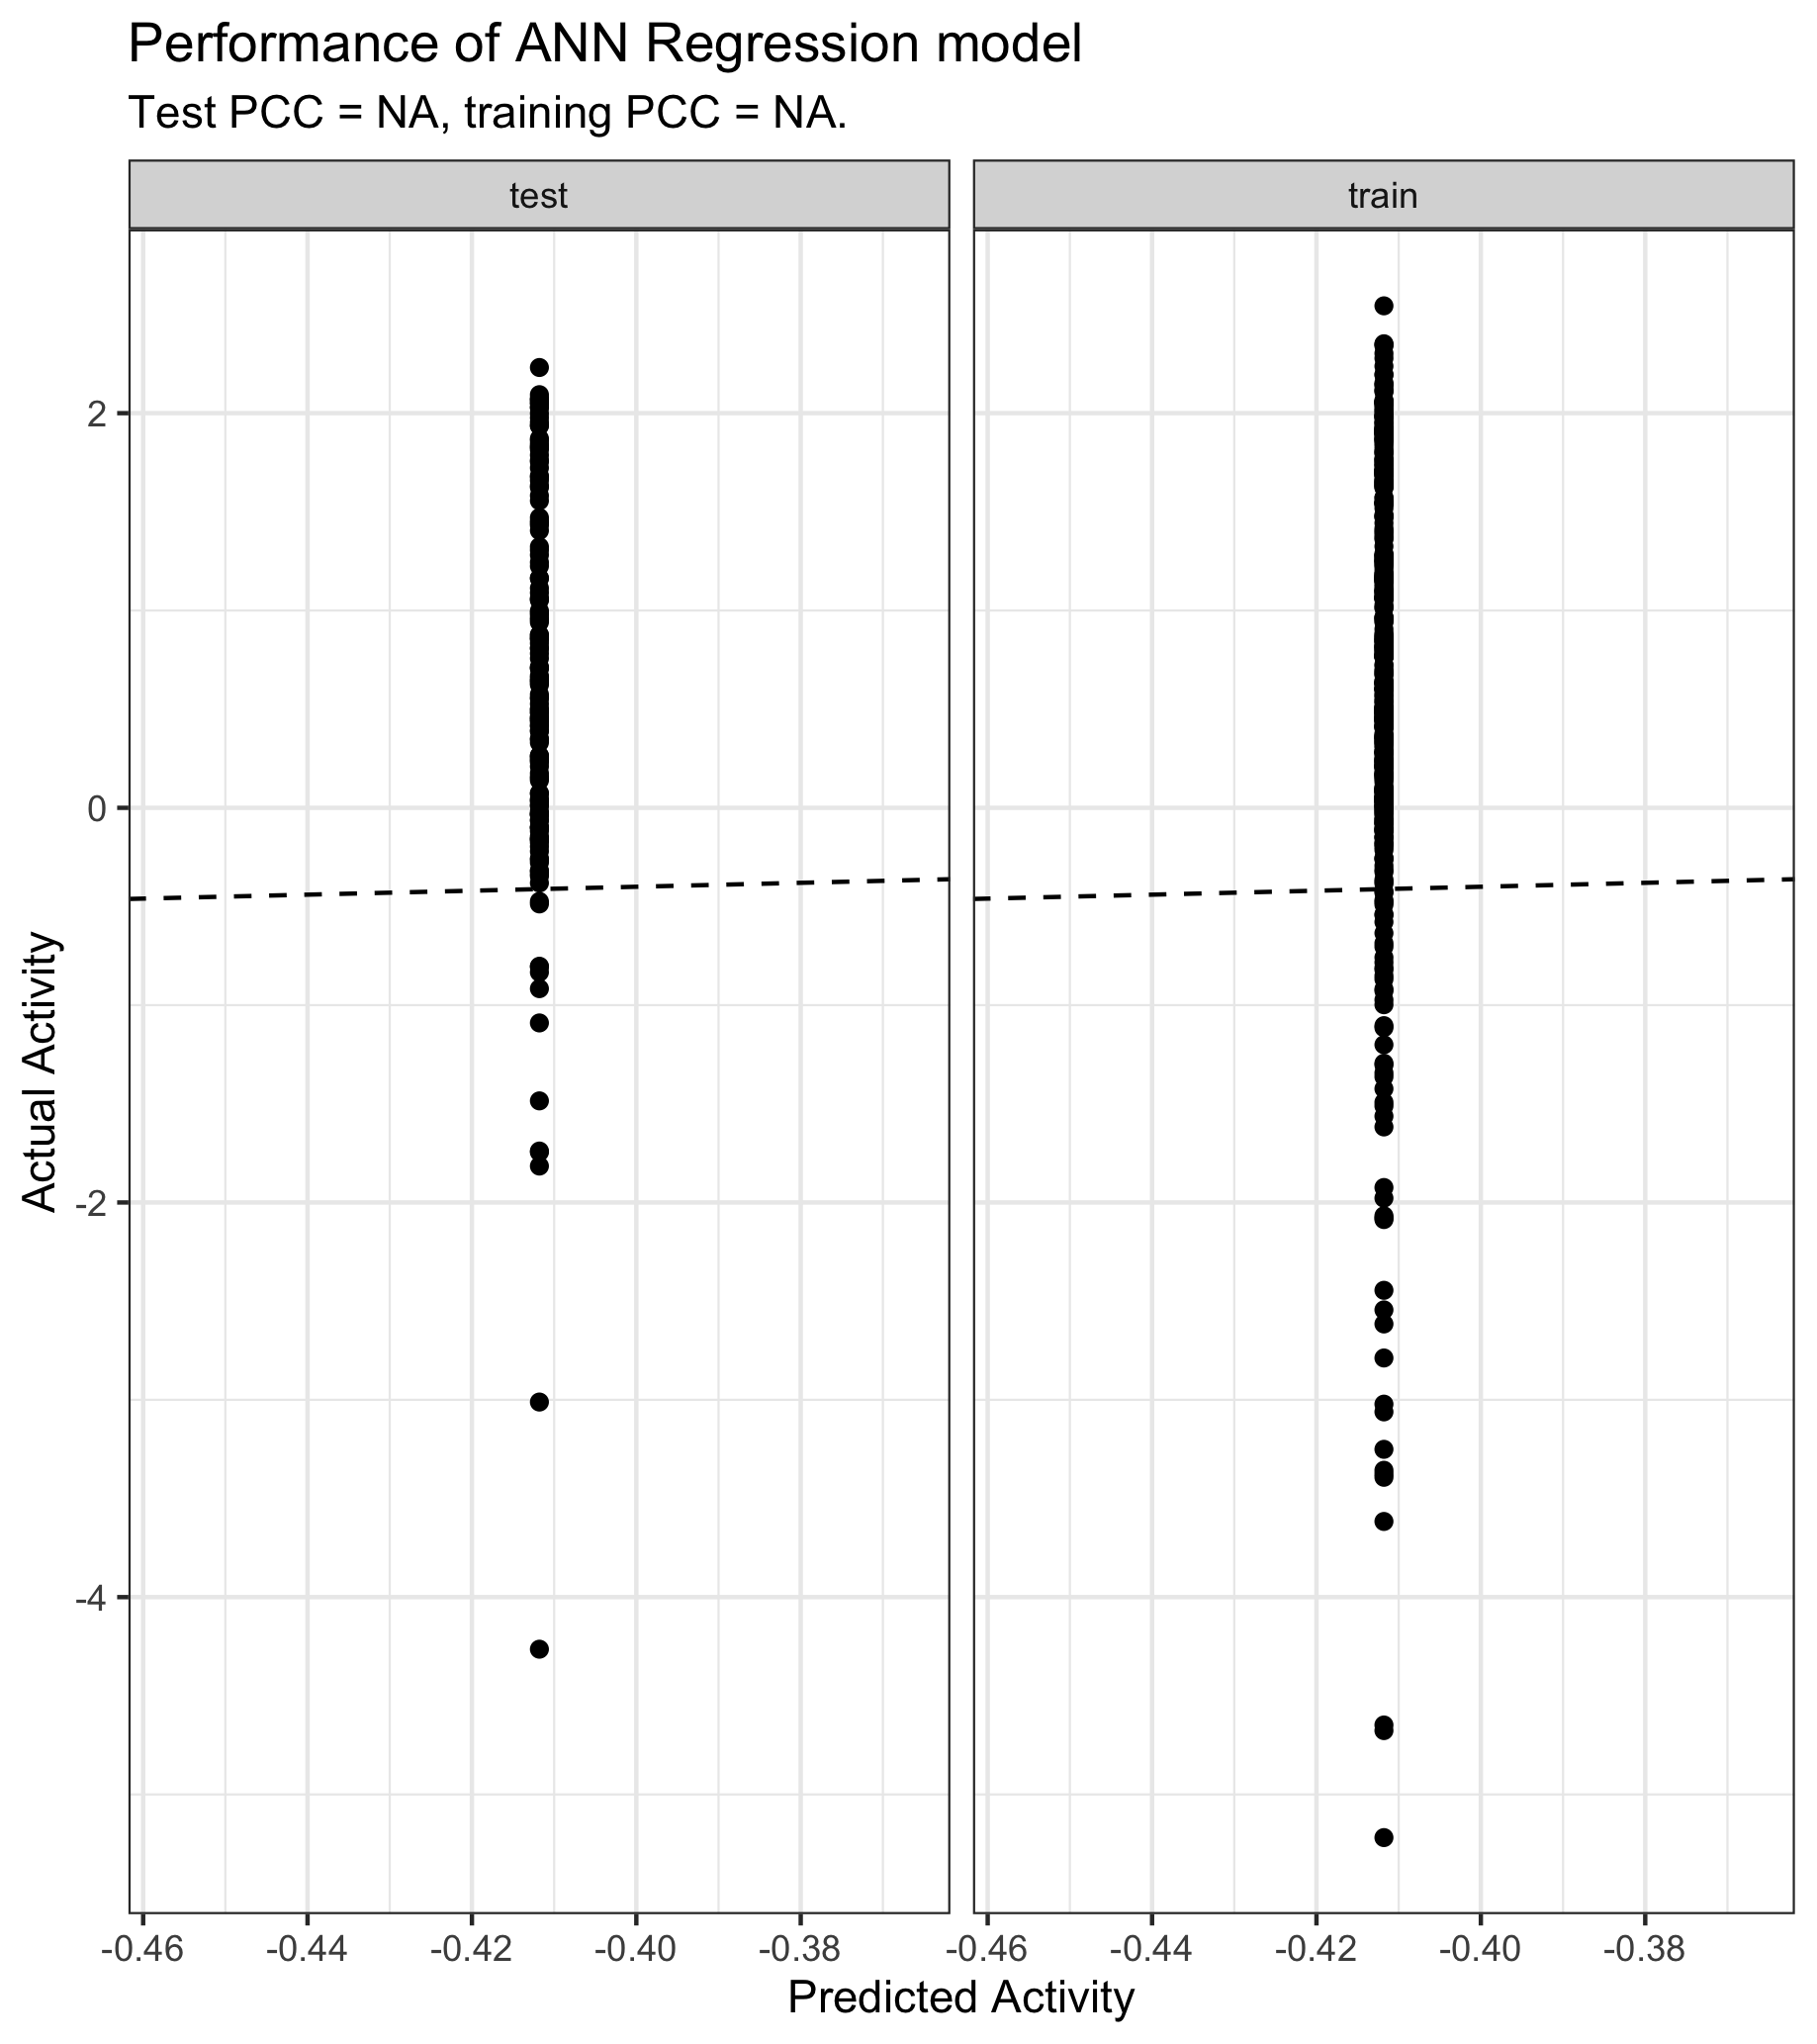 Performance of ANN Regression model
Test PCC = NA, training PCC = NA.
test
train
2
0
-2
-4
Actual Activity
-0.46 -0.44 -0.42 -0.40 -0.38
-0.46 -0.44 -0.42 -0.40 -0.38
Predicted Activity